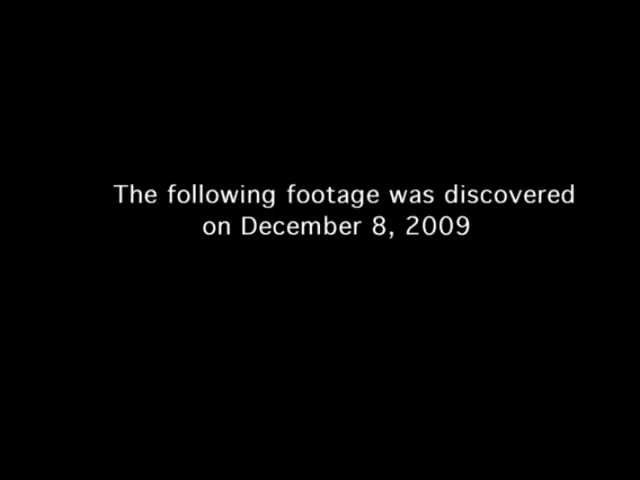 The following footage was discovered
on December 8, 2009